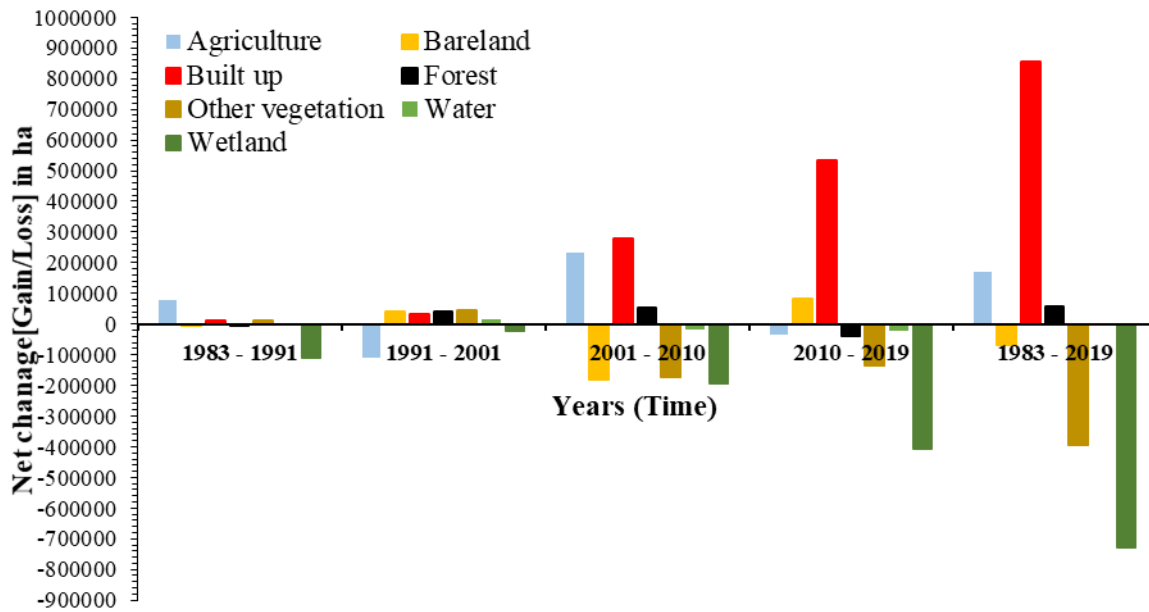 1000000
900000
800000
700000
600000
500000
400000
300000
200000
100000
0
-100000
-200000
-300000
-400000
-500000
-600000
-700000
-800000
-900000
Net chanage[Gain/Loss] in ha
Agriculture Bareland
Built up Forest
Other vegetation Water
Wetland
1983 - 1991 1991 - 2001 2001 - 2010 2010 - 2019 1983 - 2019
Years (Time)